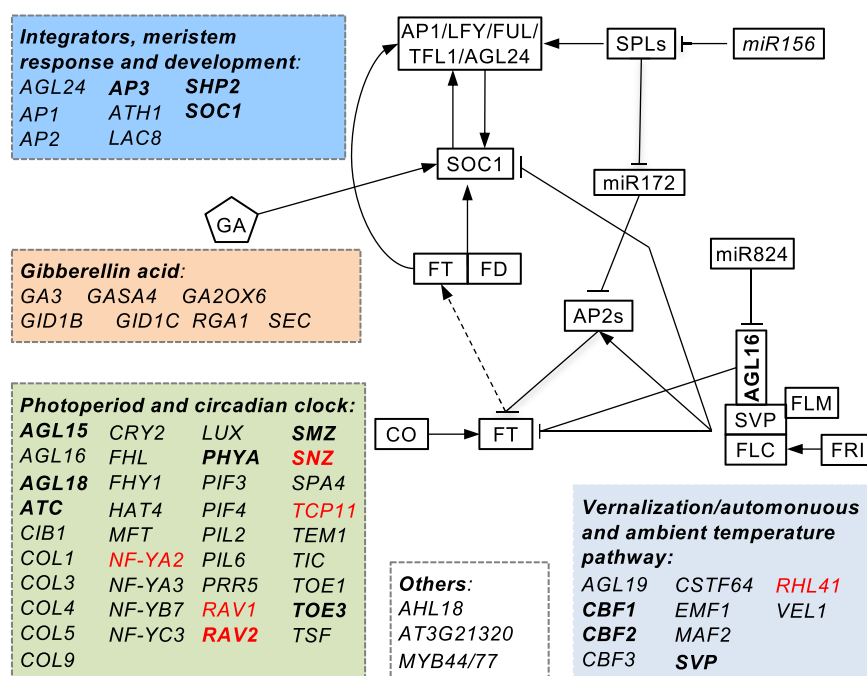 Integrators, meristem
response and development:
AGL24 AP3 SHP2
AP1 ATH1 SOC1
AP2 LAC8
AP1/LFY/FUL/
TFL1/AGL24
SPLs
miR156
SOC1
miR172
GA
miR824
FT FD
AP2s
AGL16
FLM
SVP
CO
FT
FLC
FRI
Gibberellin acid:
GA3 GASA4 GA2OX6
GID1B GID1C RGA1 SEC
Photoperiod and circadian clock:
AGL15 CRY2 LUX SMZ
AGL16 FHL PHYA SNZ
AGL18 FHY1 PIF3 SPA4
ATC HAT4 PIF4 TCP11
CIB1 MFT PIL2 TEM1
COL1 NF-YA2 PIL6 TIC
COL3 NF-YA3 PRR5 TOE1
COL4 NF-YB7 RAV1 TOE3
COL5 NF-YC3 RAV2 TSF
COL9
Others:
AHL18
AT3G21320
MYB44/77
Vernalization/automonuous
and ambient temperature
pathway:
AGL19 CSTF64 RHL41
CBF1 EMF1 VEL1
CBF2 MAF2
CBF3 SVP